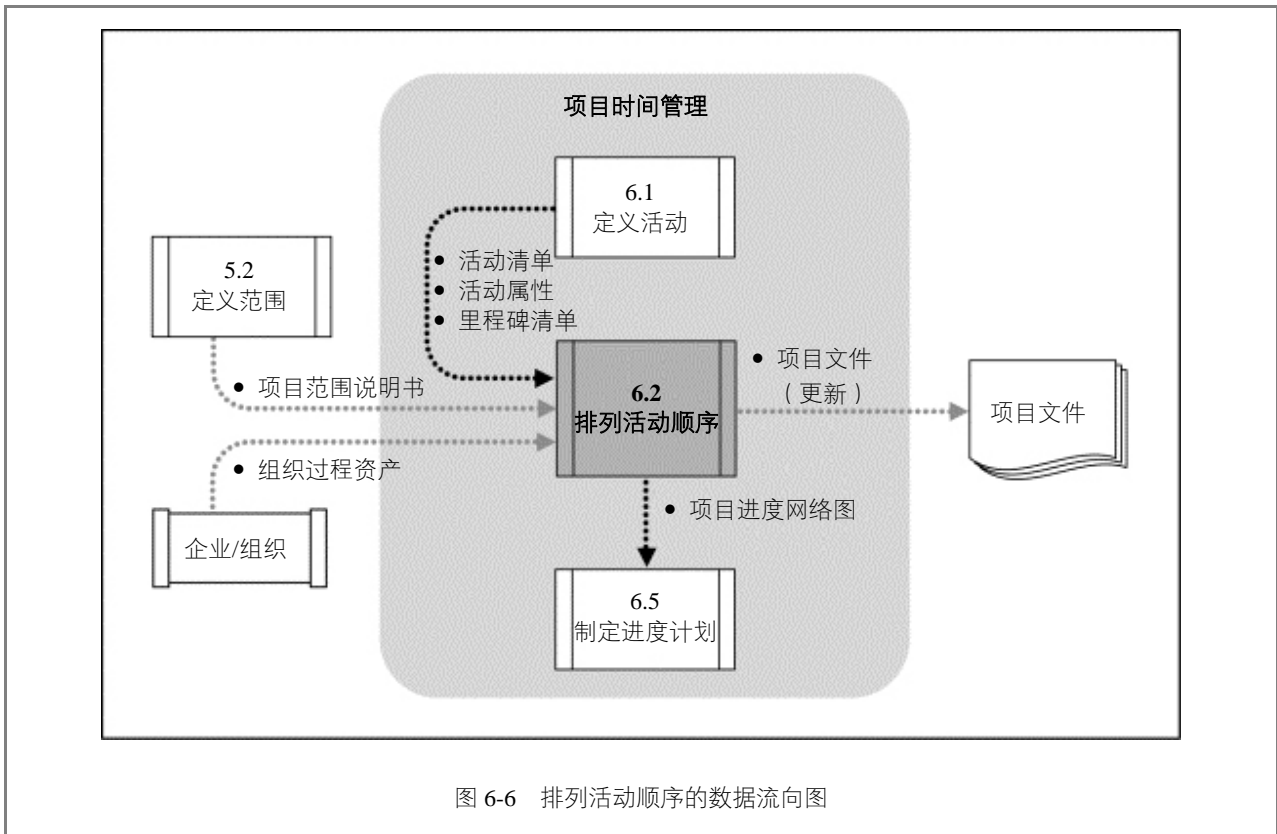 项目时间管理
6.1
定义活动
● 活动清单
● 活动属性
● 里程碑清单
5.2
定义范围
● 项目范围说明书
● 组织过程资产
企业/组织
6.2
排列活动顺序
● 项目文件
（更新）
项目文件
● 项目进度网络图
6.5
制定进度计划
图 6-6 排列活动顺序的数据流向图